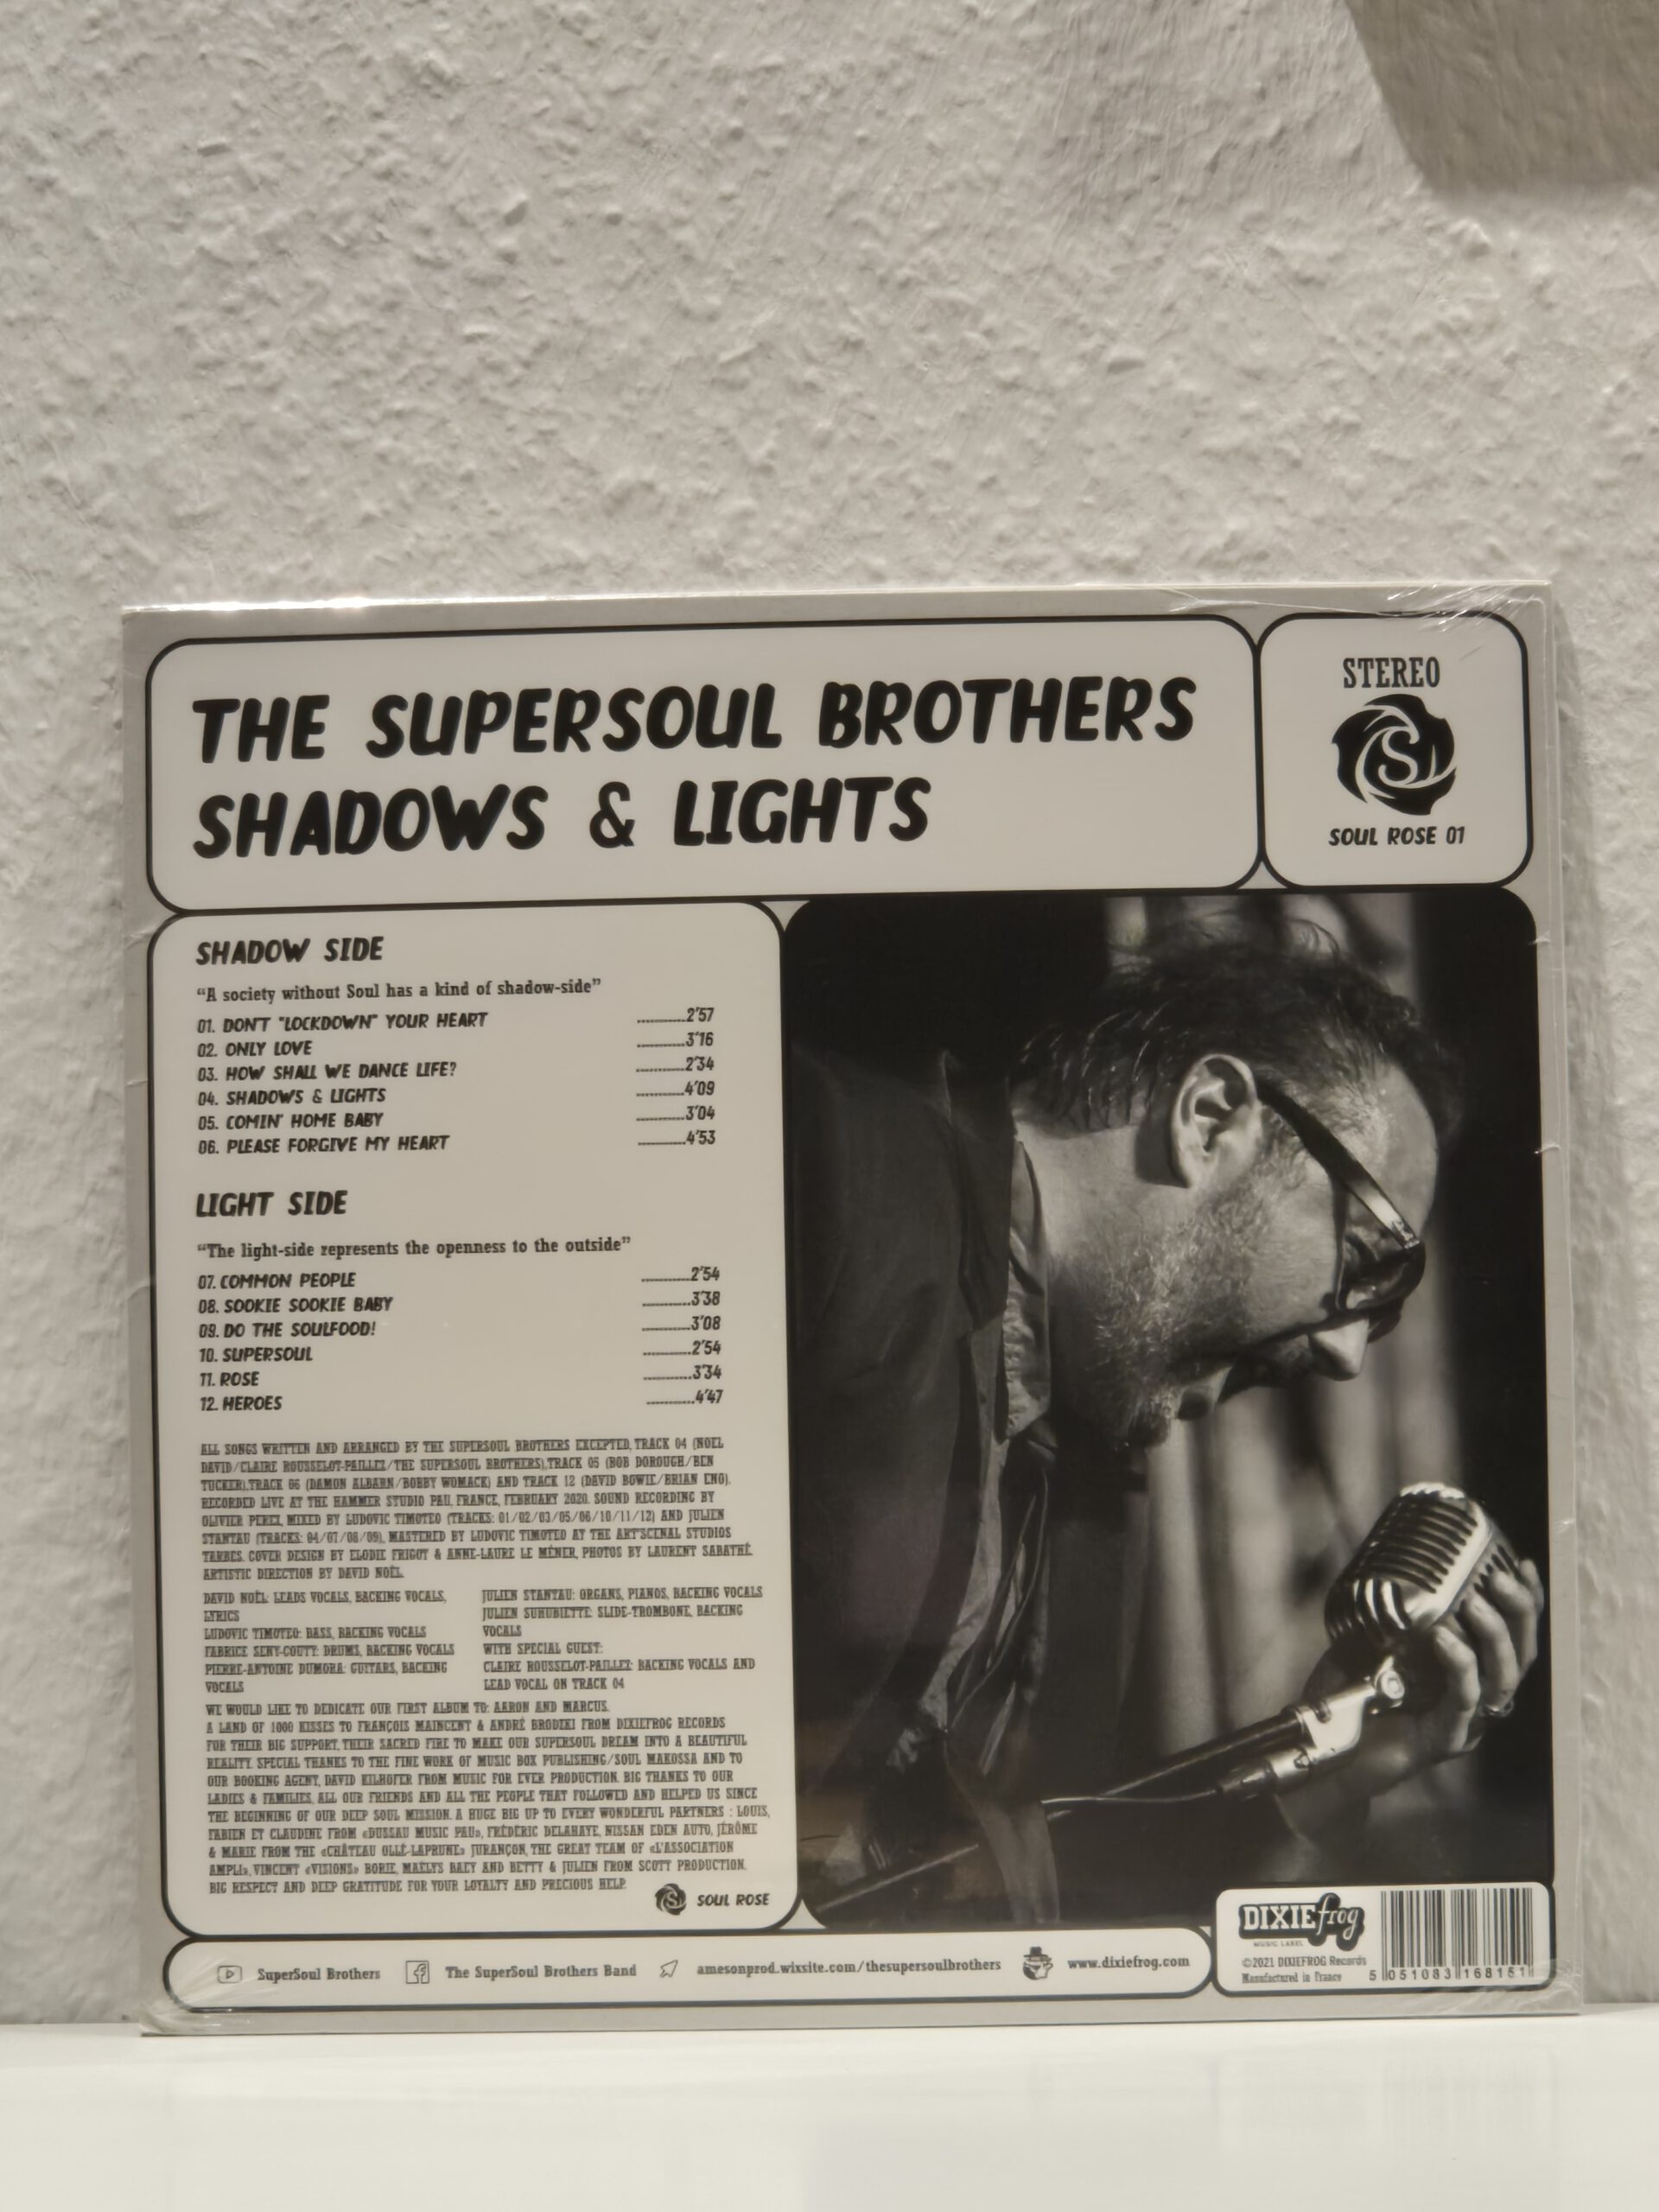 THE SUPERSOUL BROTHERS
SHADOWS & LIGHTS
STEREO
S
SOUL ROSE 01
SHADOW SIDE
“A society without Soul has a kind of shadow-side”
01. DON'T "LOCKDOWN" YOUR HEART ............2'57
02. ONLY LOVE ............3'16
03. HOW SHALL WE DANCE LIFE? ............2'34
04. SHADOWS & LIGHTS ............4'09
05. COMIN' HOME BABY ............3'04
06. PLEASE FORGIVE MY HEART ............4'53
LIGHT SIDE
“The light-side represents the openness to the outside”
07. COMMON PEOPLE ............2'54
08. SOOKIE SOOKIE BABY ............3'38
09. DO THE SOULFOOD! ............3'08
10. SUPERSOUL ............2'54
11. ROSE ............3'34
12. HEROES ............4'47
ALL SONGS WRITTEN AND ARRANGED BY THE SUPERSOUL BROTHERS EXCEPTED, TRACK 04 (NOEL
DAVID/CLAIRE ROUSSELOT-PAILLEZ/THE SUPERSOUL BROTHERS),TRACK 05 (BOB DOROUGH/BEN
TUCKER),TRACK 06 (DAMON ALBARN/BOBBY WOMACK) AND TRACK 12 (DAVID BOWIE/BRIAN ENO).
RECORDED LIVE AT THE HAMMER STUDIO PAU, FRANCE, FEBRUARY 2020. SOUND RECORDING BY
OLIVIER PEREZ, MIXED BY LUDOVIC TIMOTEO (TRACKS: 01/02/03/05/06/10/11/12) AND JULIEN
STANTAU (TRACKS: 04/07/08/09), MASTERED BY LUDOVIC TIMOTEO AT THE ART'SCENAL STUDIOS
TARBES. COVER DESIGN BY ELODIE FRIGOT & ANNE-LAURE LE MÉNER, PHOTOS BY LAURENT SABATHÉ.
ARTISTIC DIRECTION BY DAVID NOËL.
DAVID NOËL: LEADS VOCALS, BACKING VOCALS,
LYRICS
LUDOVIC TIMOTEO: BASS, BACKING VOCALS
FABRICE SENY-COUTY: DRUMS, BACKING VOCALS
PIERRE-ANTOINE DUMORA: GUITARS, BACKING
VOCALS
JULIEN STANTAU: ORGANS, PIANOS, BACKING VOCALS
JULIEN SUHUBIETTE: SLIDE-TROMBONE, BACKING
VOCALS
WITH SPECIAL GUEST:
CLAIRE ROUSSELOT-PAILLEZ: BACKING VOCALS AND
LEAD VOCAL ON TRACK 04
WE WOULD LIKE TO DEDICATE OUR FIRST ALBUM TO: AARON AND MARCUS.
A LAND OF 1000 KISSES TO FRANÇOIS MAINCENT & ANDRÉ BRODZKI FROM DIXIEFROG RECORDS
FOR THEIR BIG SUPPORT, THEIR SACRED FIRE TO MAKE OUR SUPERSOUL DREAM INTO A BEAUTIFUL
REALITY. SPECIAL THANKS TO THE FINE WORK OF MUSIC BOX PUBLISHING/SOUL MAKOSSA AND TO
OUR BOOKING AGENT, DAVID KILHOFER FROM MUSIC FOR EVER PRODUCTION. BIG THANKS TO OUR
LADIES & FAMILIES, ALL OUR FRIENDS AND ALL THE PEOPLE THAT FOLLOWED AND HELPED US SINCE
THE BEGINNING OF OUR DEEP SOUL MISSION. A HUGE BIG UP TO EVERY WONDERFUL PARTNERS : LOUIS,
FABIEN ET CLAUDINE FROM «DUSSAU MUSIC PAU», FRÉDÉRIC DELAHAYE, NISSAN EDEN AUTO, JÉRÔME
& MARIE FROM THE «CHÂTEAU OLLÉ-LAPRUNE» JURANÇON, THE GREAT TEAM OF «L'ASSOCIATION
AMPLI», VINCENT «VISIONS» BORIE, MAËLYS BAEY AND BETTY & JULIEN FROM SCOTT PRODUCTION.
BIG RESPECT AND DEEP GRATITUDE FOR YOUR LOYALTY AND PRECIOUS HELP.
S SOUL ROSE
SuperSoul Brothers The SuperSoul Brothers Band amesonprod.wixsite.com/thesupersoulbrothers www.dixiefrog.com
DIXIEfrog
MUSIC LABEL
©2021 DIXIEFROG Records
Manufactured in France
5 051083 168151